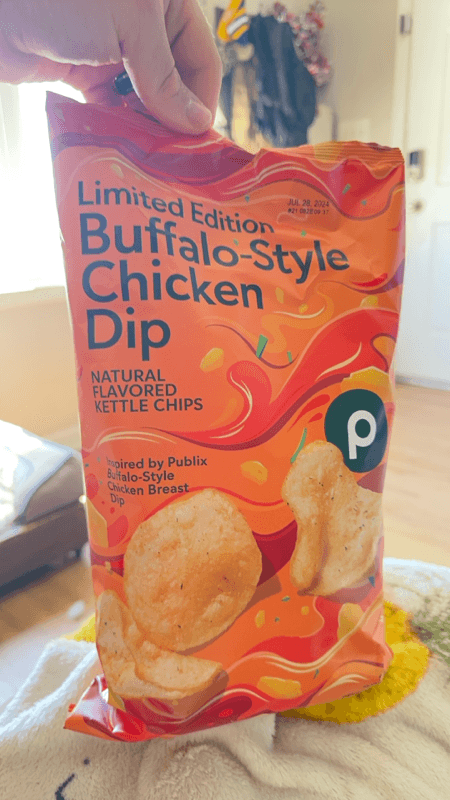 Limited Edition
JUL 28, 2024
Buffalo-Style
Chicken
Dip
NATURAL
FLAVORED
KETTLE CHIPS
p
Inspired by Publix
Buffalo-Style
Chicken Breast
Dip